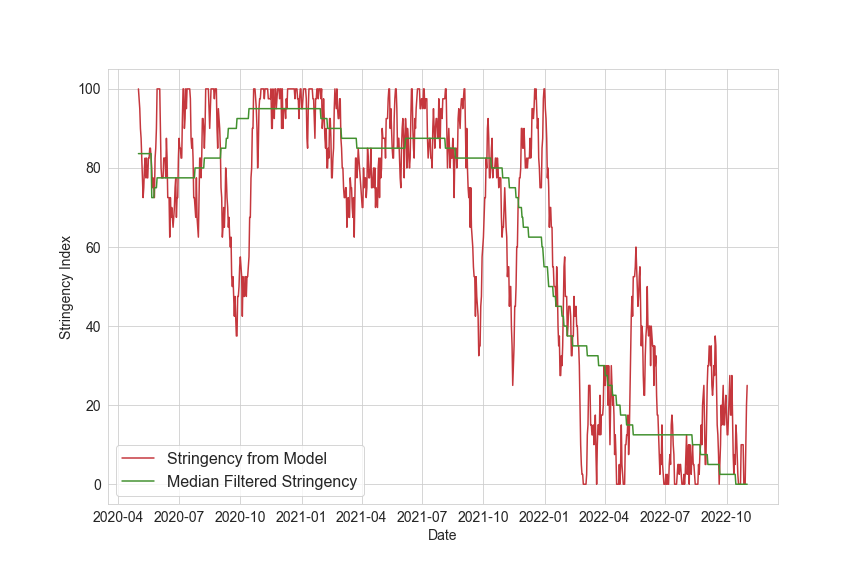 100
80
60
40
20
0
Stringency Index
Stringency from Model
Median Filtered Stringency
2020-04 2020-07 2020-10 2021-01 2021-04 2021-07 2021-10 2022-01 2022-04 2022-07 2022-10
Date